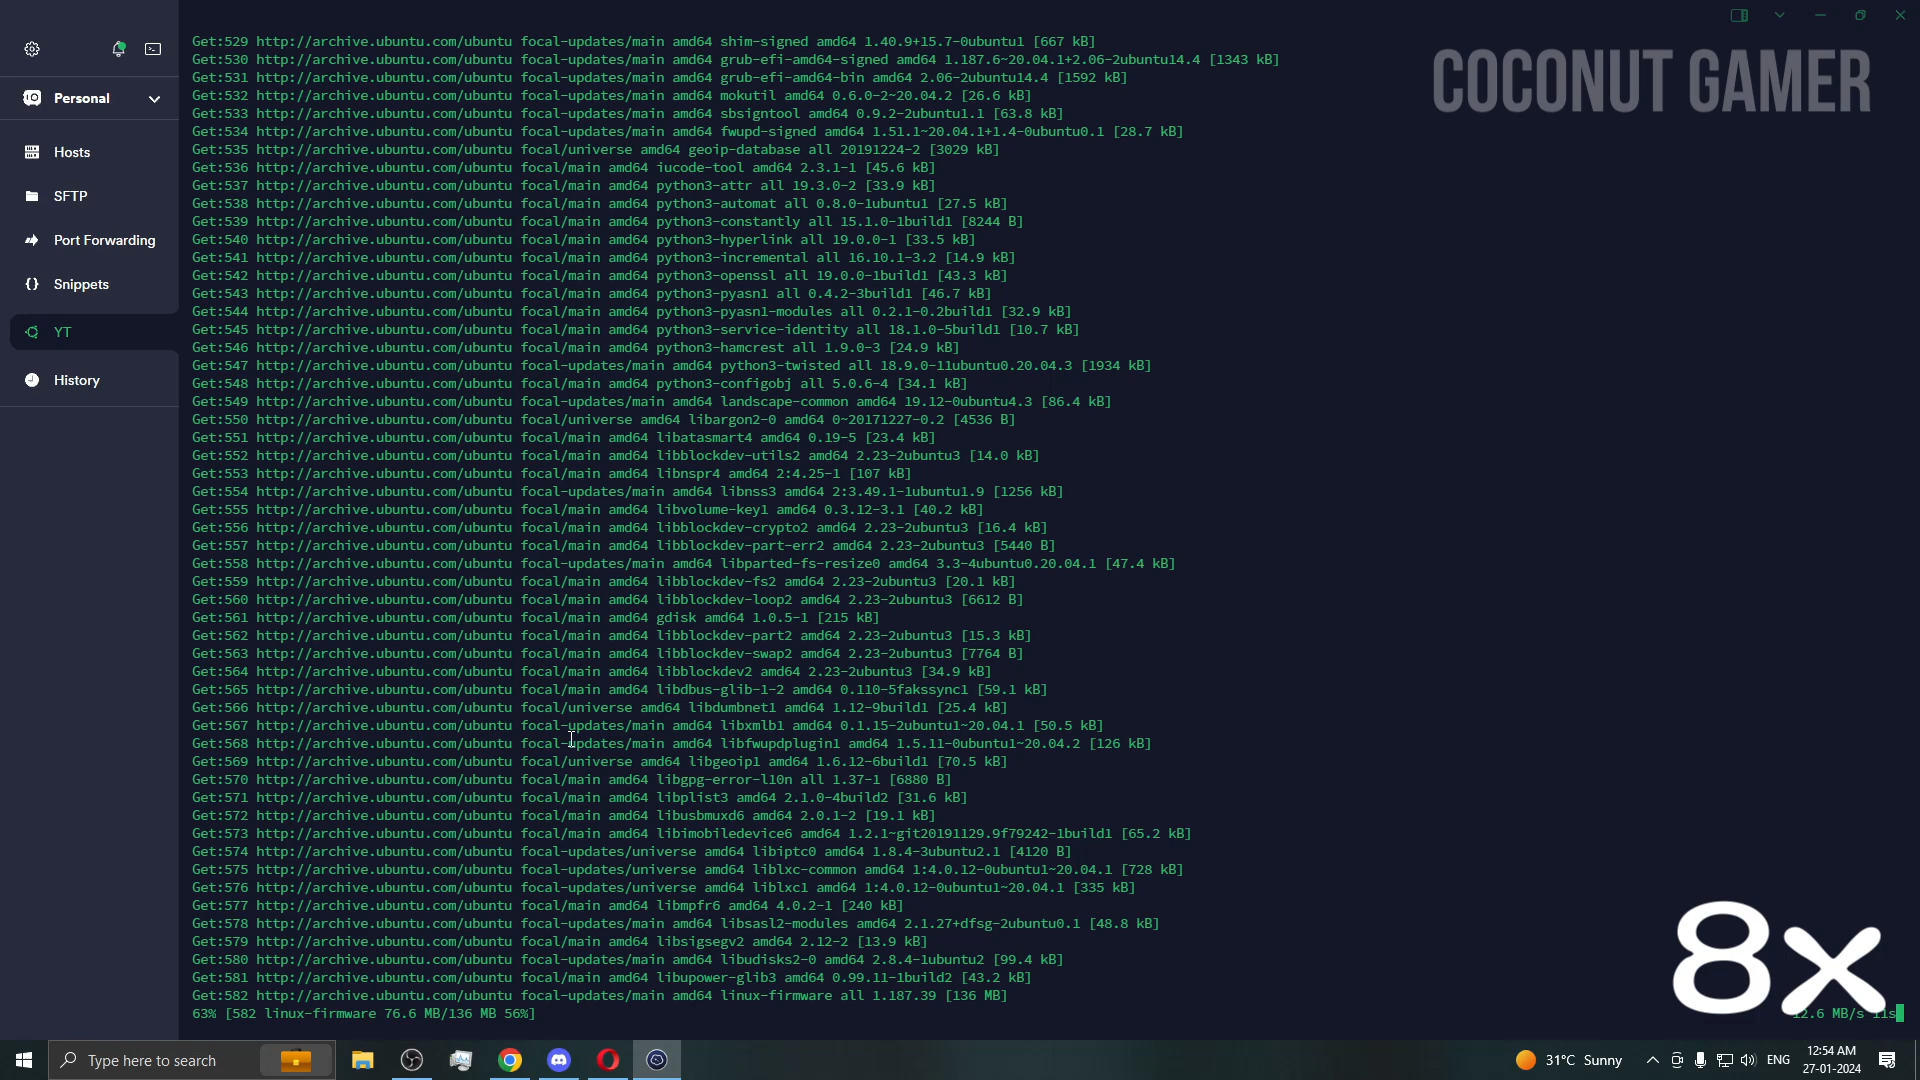 Get:529 http://archive.ubuntu.com/ubuntu focal-updates/main amd64 shim-signed amd64 1.40.9+15.7-0ubuntu1 [667 kB]
Get:530 http://archive.ubuntu.com/ubuntu focal-updates/main amd64 grub-efi-amd64-signed amd64 1.187.6~20.04.1+2.06-2ubuntu14.4 [1343 kB]
Get:531 http://archive.ubuntu.com/ubuntu focal-updates/main amd64 grub-efi-amd64-bin amd64 2.06-2ubuntu14.4 [1592 kB]
Get:532 http://archive.ubuntu.com/ubuntu focal-updates/main amd64 mokutil amd64 0.6.0-2~20.04.2 [26.6 kB]
Get:533 http://archive.ubuntu.com/ubuntu focal-updates/main amd64 sbsigntool amd64 0.9.2-2ubuntu1.1 [63.8 kB]
Get:534 http://archive.ubuntu.com/ubuntu focal-updates/main amd64 fwupd-signed amd64 1.51.1~20.04.1+1.4-0ubuntu0.1 [28.7 kB]
Get:535 http://archive.ubuntu.com/ubuntu focal/universe amd64 geoip-database all 20191224-2 [3029 kB]
Get:536 http://archive.ubuntu.com/ubuntu focal/main amd64 iucode-tool amd64 2.3.1-1 [45.6 kB]
Get:537 http://archive.ubuntu.com/ubuntu focal/main amd64 python3-attr all 19.3.0-2 [33.9 kB]
Get:538 http://archive.ubuntu.com/ubuntu focal/main amd64 python3-automat all 0.8.0-1ubuntu1 [27.5 kB]
Get:539 http://archive.ubuntu.com/ubuntu focal/main amd64 python3-constantly all 15.1.0-1build1 [8244 B]
Get:540 http://archive.ubuntu.com/ubuntu focal/main amd64 python3-hyperlink all 19.0.0-1 [33.5 kB]
Get:541 http://archive.ubuntu.com/ubuntu focal/main amd64 python3-incremental all 16.10.1-3.2 [14.9 kB]
Get:542 http://archive.ubuntu.com/ubuntu focal/main amd64 python3-openssl all 19.0.0-1build1 [43.3 kB]
Get:543 http://archive.ubuntu.com/ubuntu focal/main amd64 python3-pyasn1 all 0.4.2-3build1 [46.7 kB]
Get:544 http://archive.ubuntu.com/ubuntu focal/main amd64 python3-pyasn1-modules all 0.2.1-0.2build1 [32.9 kB]
Get:545 http://archive.ubuntu.com/ubuntu focal/main amd64 python3-service-identity all 18.1.0-5build1 [10.7 kB]
Get:546 http://archive.ubuntu.com/ubuntu focal/main amd64 python3-hamcrest all 1.9.0-3 [24.9 kB]
Get:547 http://archive.ubuntu.com/ubuntu focal-updates/main amd64 python3-twisted all 18.9.0-11ubuntu0.20.04.3 [1934 kB]
Get:548 http://archive.ubuntu.com/ubuntu focal/main amd64 python3-configobj all 5.0.6-4 [34.1 kB]
Get:549 http://archive.ubuntu.com/ubuntu focal-updates/main amd64 landscape-common amd64 19.12-0ubuntu4.3 [86.4 kB]
Get:550 http://archive.ubuntu.com/ubuntu focal/universe amd64 libargon2-0 amd64 0~20171227-0.2 [4536 B]
Get:551 http://archive.ubuntu.com/ubuntu focal/main amd64 libatasmart4 amd64 0.19-5 [23.4 kB]
Get:552 http://archive.ubuntu.com/ubuntu focal/main amd64 libblockdev-utils2 amd64 2.23-2ubuntu3 [14.0 kB]
Get:553 http://archive.ubuntu.com/ubuntu focal/main amd64 libnspr4 amd64 2:4.25-1 [107 kB]
Get:554 http://archive.ubuntu.com/ubuntu focal-updates/main amd64 libnss3 amd64 2:3.49.1-1ubuntu1.9 [1256 kB]
Get:555 http://archive.ubuntu.com/ubuntu focal/main amd64 libvolume-key1 amd64 0.3.12-3.1 [40.2 kB]
Get:556 http://archive.ubuntu.com/ubuntu focal/main amd64 libblockdev-crypto2 amd64 2.23-2ubuntu3 [16.4 kB]
Get:557 http://archive.ubuntu.com/ubuntu focal/main amd64 libblockdev-part-err2 amd64 2.23-2ubuntu3 [5440 B]
Get:558 http://archive.ubuntu.com/ubuntu focal-updates/main amd64 libparted-fs-resize0 amd64 3.3-4ubuntu0.20.04.1 [47.4 kB]
Get:559 http://archive.ubuntu.com/ubuntu focal/main amd64 libblockdev-fs2 amd64 2.23-2ubuntu3 [20.1 kB]
Get:560 http://archive.ubuntu.com/ubuntu focal/main amd64 libblockdev-loop2 amd64 2.23-2ubuntu3 [6612 B]
Get:561 http://archive.ubuntu.com/ubuntu focal/main amd64 gdisk amd64 1.0.5-1 [215 kB]
Get:562 http://archive.ubuntu.com/ubuntu focal/main amd64 libblockdev-part2 amd64 2.23-2ubuntu3 [15.3 kB]
Get:563 http://archive.ubuntu.com/ubuntu focal/main amd64 libblockdev-swap2 amd64 2.23-2ubuntu3 [7764 B]
Get:564 http://archive.ubuntu.com/ubuntu focal/main amd64 libblockdev2 amd64 2.23-2ubuntu3 [34.9 kB]
Get:565 http://archive.ubuntu.com/ubuntu focal/main amd64 libdbus-glib-1-2 amd64 0.110-5fakssync1 [59.1 kB]
Get:566 http://archive.ubuntu.com/ubuntu focal/universe amd64 libdumbnet1 amd64 1.12-9build1 [25.4 kB]
Get:567 http://archive.ubuntu.com/ubuntu focal-updates/main amd64 libxmlb1 amd64 0.1.15-2ubuntu1~20.04.1 [50.5 kB]
Get:568 http://archive.ubuntu.com/ubuntu focal-updates/main amd64 libfwupdplugin1 amd64 1.5.11-0ubuntu1~20.04.2 [126 kB]
Get:569 http://archive.ubuntu.com/ubuntu focal/universe amd64 libgeoip1 amd64 1.6.12-6build1 [70.5 kB]
Get:570 http://archive.ubuntu.com/ubuntu focal/main amd64 libgpg-error-l10n all 1.37-1 [6880 B]
Get:571 http://archive.ubuntu.com/ubuntu focal/main amd64 libplist3 amd64 2.1.0-4build2 [31.6 kB]
Get:572 http://archive.ubuntu.com/ubuntu focal/main amd64 libusbmuxd6 amd64 2.0.1-2 [19.1 kB]
Get:573 http://archive.ubuntu.com/ubuntu focal/main amd64 libimobiledevice6 amd64 1.2.1~git20191129.9f79242-1build1 [65.2 kB]
Get:574 http://archive.ubuntu.com/ubuntu focal-updates/universe amd64 libiptc0 amd64 1.8.4-3ubuntu2.1 [4120 B]
Get:575 http://archive.ubuntu.com/ubuntu focal-updates/universe amd64 liblxc-common amd64 1:4.0.12-0ubuntu1~20.04.1 [728 kB]
Get:576 http://archive.ubuntu.com/ubuntu focal-updates/universe amd64 liblxc1 amd64 1:4.0.12-0ubuntu1~20.04.1 [335 kB]
Get:577 http://archive.ubuntu.com/ubuntu focal/main amd64 libmpfr6 amd64 4.0.2-1 [240 kB]
Get:578 http://archive.ubuntu.com/ubuntu focal-updates/main amd64 libsasl2-modules amd64 2.1.27+dfsg-2ubuntu0.1 [48.8 kB]
Get:579 http://archive.ubuntu.com/ubuntu focal/main amd64 libsigsegv2 amd64 2.12-2 [13.9 kB]
Get:580 http://archive.ubuntu.com/ubuntu focal/main amd64 libudisks2-0 amd64 2.8.4-1ubuntu2 [99.4 kB]
Get:581 http://archive.ubuntu.com/ubuntu focal/main amd64 libupower-glib3 amd64 0.99.11-1build2 [43.2 kB]
Get:582 http://archive.ubuntu.com/ubuntu focal-updates/main amd64 linux-firmware all 1.187.39 [136 MB]
63% [582 linux-firmware 76.6 MB/136 MB 56%] 12.6 MB/s 11s
Personal
Hosts
SFTP
Port Forwarding
Snippets
YT
History
COCONUT GAMER
8x
Type here to search
31°C Sunny
ENG
12:54 AM
27-01-2024